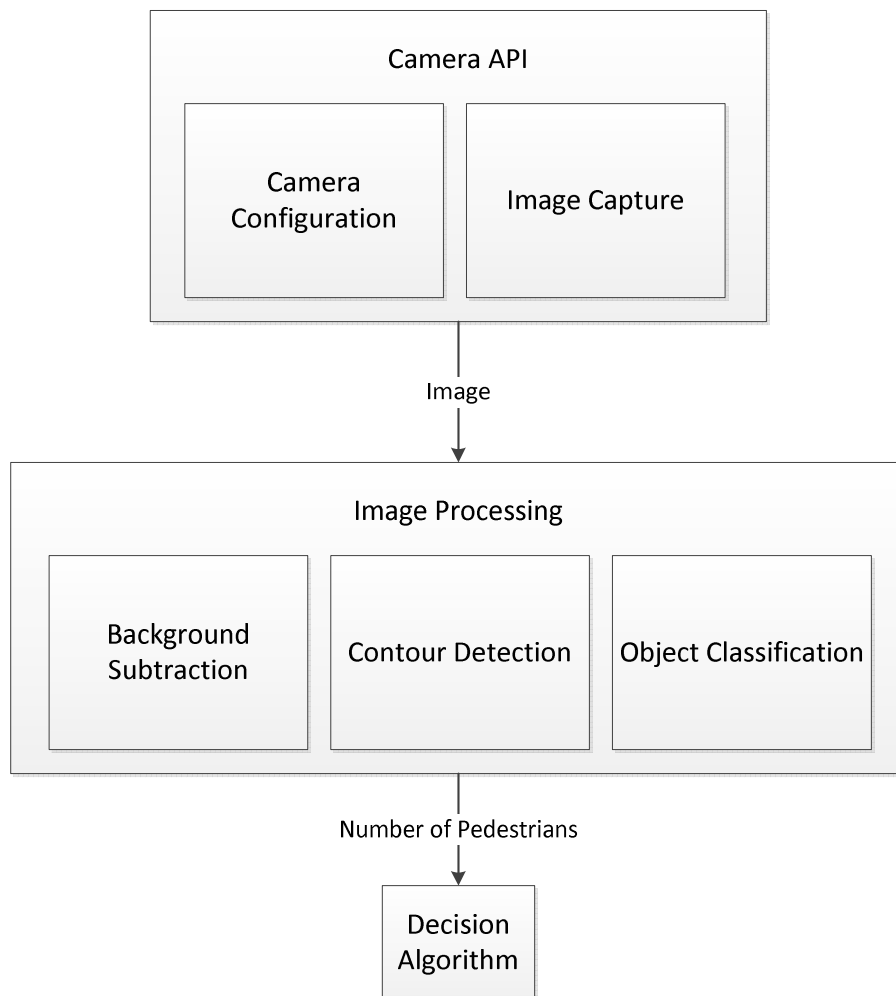 Camera API
Camera
Configuration
Image Capture
Image
Image Processing
Background
Subtraction
Contour Detection
Object Classification
Number of Pedestrians
Decision
Algorithm